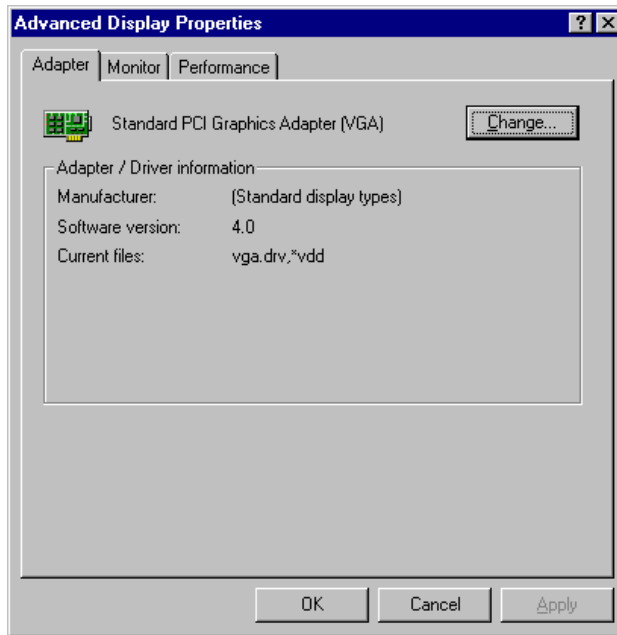 Advanced Display Properties
Adapter Monitor Performance
Standard PCI Graphics Adapter (VGA) Change...
Adapter / Driver information
Manufacturer: (Standard display types)
Software version: 4.0
Current files: vga.drv,*vdd
OK Cancel Apply